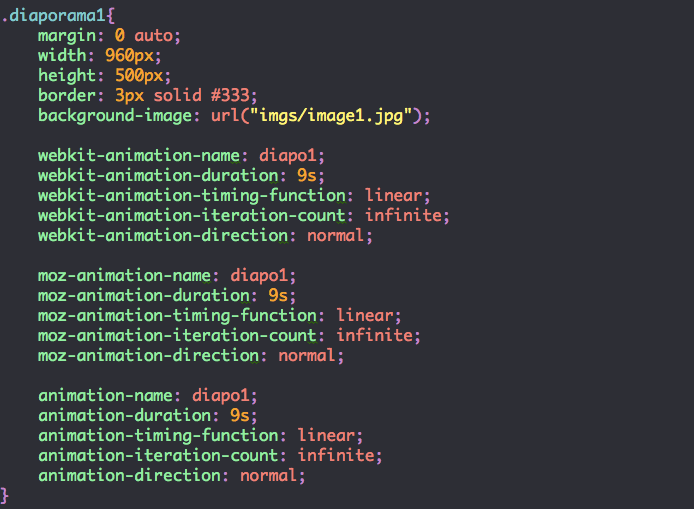 .diaporama1{
margin: 0 auto;
width: 960px;
height: 500px;
border: 3px solid #333;
background-image: url("imgs/image1.jpg");
webkit-animation-name: diapo1;
webkit-animation-duration: 9s;
webkit-animation-timing-function: linear;
webkit-animation-iteration-count: infinite;
webkit-animation-direction: normal;
moz-animation-name: diapo1;
moz-animation-duration: 9s;
moz-animation-timing-function: linear;
moz-animation-iteration-count: infinite;
moz-animation-direction: normal;
animation-name: diapo1;
animation-duration: 9s;
animation-timing-function: linear;
animation-iteration-count: infinite;
animation-direction: normal;
}